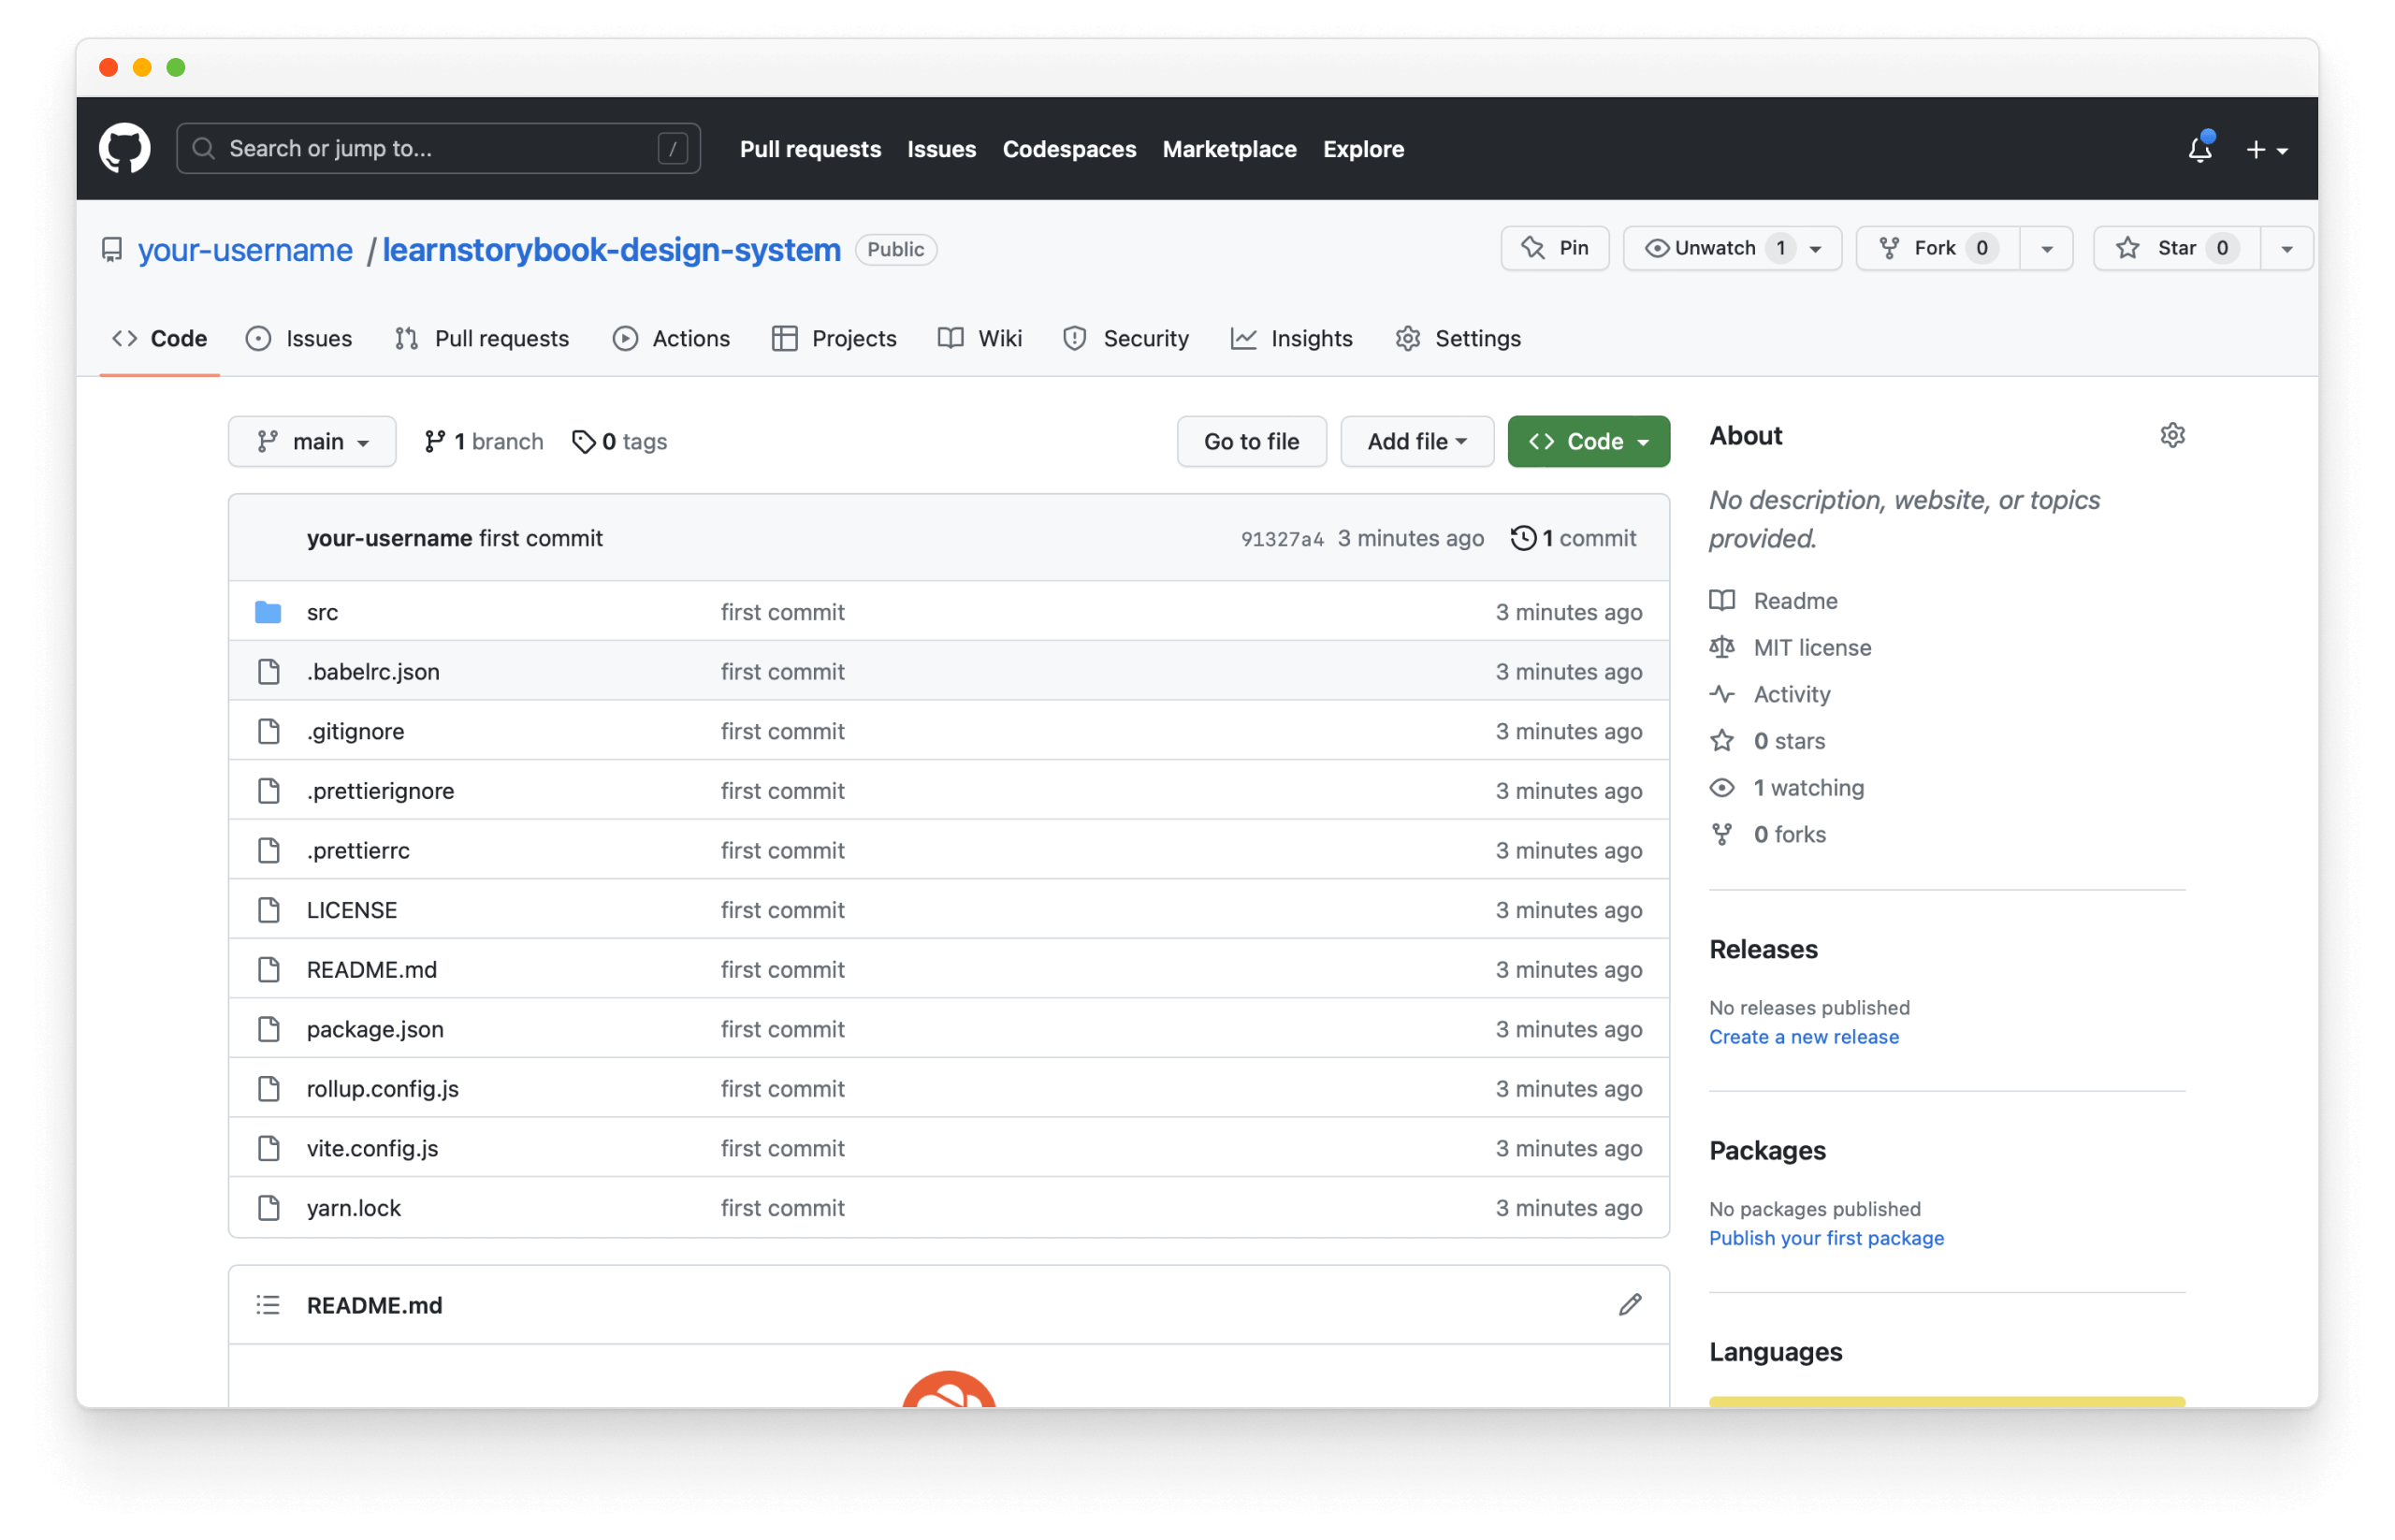 Search or jump to... /
Pull requests Issues Codespaces Marketplace Explore
your-username / learnstorybook-design-system Public
Pin Unwatch 1 Fork 0 Star 0
Code Issues Pull requests Actions Projects Wiki Security Insights Settings
main 1 branch 0 tags Go to file Add file Code
your-username first commit 91327a4 3 minutes ago 1 commit
src first commit 3 minutes ago
.babelrc.json first commit 3 minutes ago
.gitignore first commit 3 minutes ago
.prettierignore first commit 3 minutes ago
.prettierrc first commit 3 minutes ago
LICENSE first commit 3 minutes ago
README.md first commit 3 minutes ago
package.json first commit 3 minutes ago
rollup.config.js first commit 3 minutes ago
vite.config.js first commit 3 minutes ago
yarn.lock first commit 3 minutes ago
README.md
About
No description, website, or topics
provided.
Readme
MIT license
Activity
0 stars
1 watching
0 forks
Releases
No releases published
Create a new release
Packages
No packages published
Publish your first package
Languages